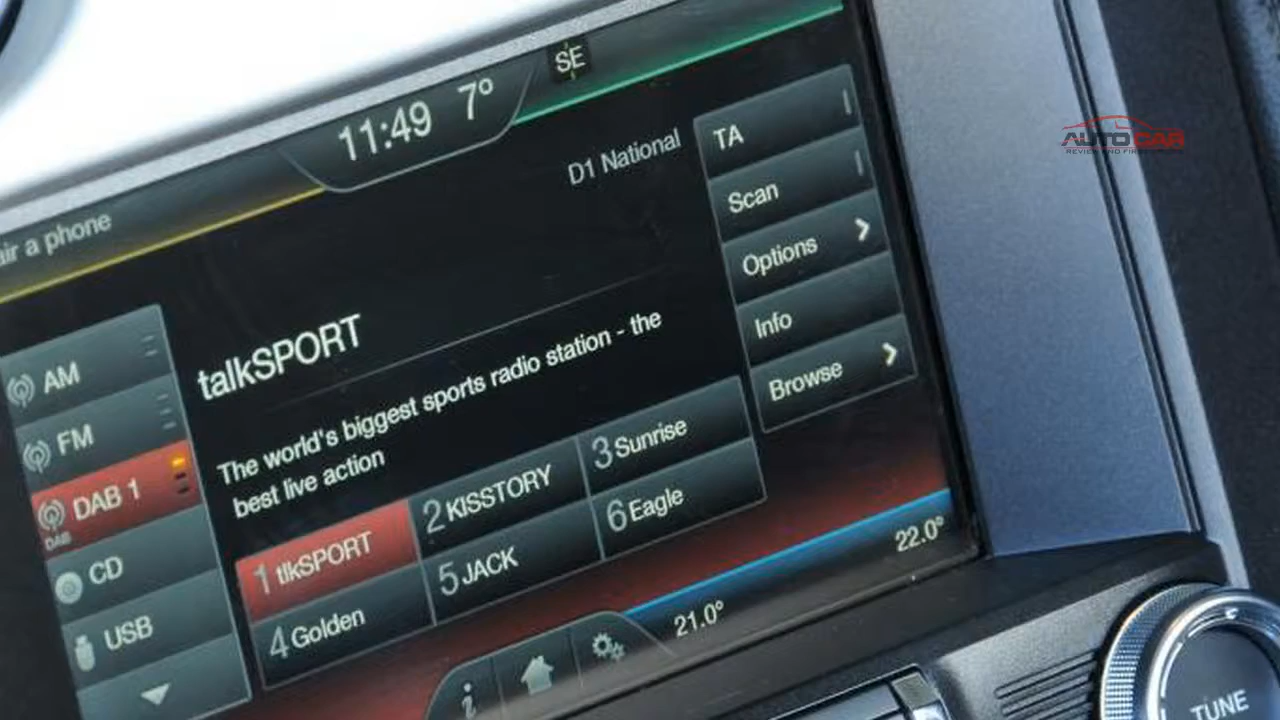 SE
11:49 7°
air a phone
D1 National
TA
Scan
Options
Info
Browse
AM
FM
DAB 1
DAB
CD
USB
talkSPORT
The world's biggest sports radio station - the
best live action
1 tlkSPORT
2 KISSTORY
3 Sunrise
4 Golden
5 JACK
6 Eagle
21.0°
22.0°
i
TUNE
AUTO CAR